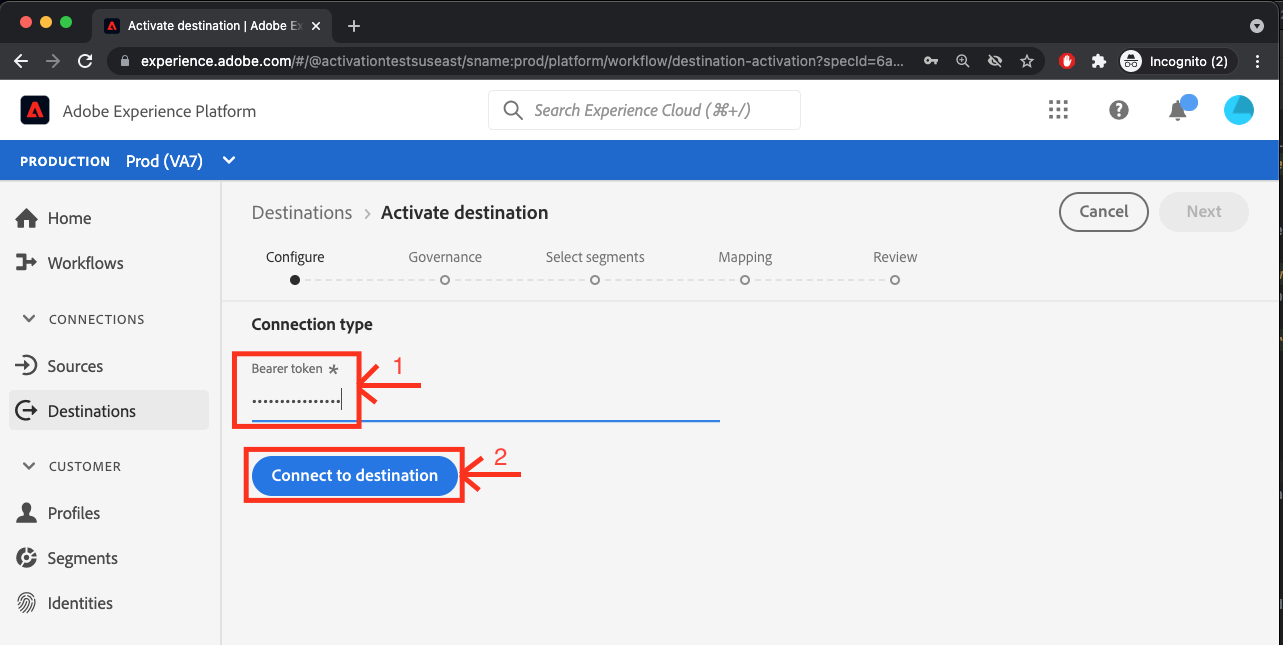 Activate destination | Adobe Ex
experience.adobe.com/#/@activationtestsuseast/sname:prod/platform/workflow/destination-activation?specId=6a...
Incognito (2)
Adobe Experience Platform
Search Experience Cloud (⌘+/)
PRODUCTION Prod (VA7)
Home
Workflows
CONNECTIONS
Sources
Destinations
CUSTOMER
Profiles
Segments
Identities
Destinations > Activate destination
Cancel
Next
Configure
Governance
Select segments
Mapping
Review
Connection type
Bearer token *
................
1
Connect to destination
2